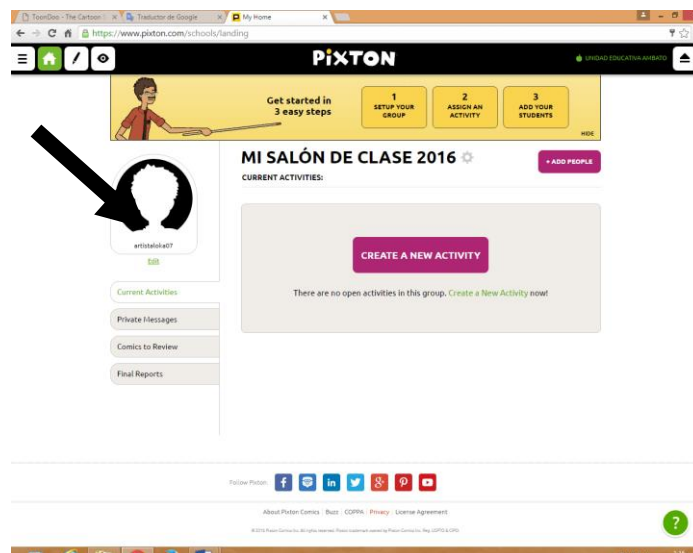 ToonDoo - The Cartoon
Traductor de Google
My Home
https://www.pixton.com/schools/landing
PiXTON
UNIDAD EDUCATIVA AMBATO
Get started in
3 easy steps
1
SETUP YOUR
GROUP
2
ASSIGN AN
ACTIVITY
3
ADD YOUR
STUDENTS
HIDE
MI SALÓN DE CLASE 2016
+ ADD PEOPLE
CURRENT ACTIVITIES:
artistaloka07
Edit
CREATE A NEW ACTIVITY
There are no open activities in this group. Create a New Activity now!
Current Activities
Private Messages
Comics to Review
Final Reports
Follow Pixton:
About Pixton Comics | Buzz | COPPA | Privacy | License Agreement
?